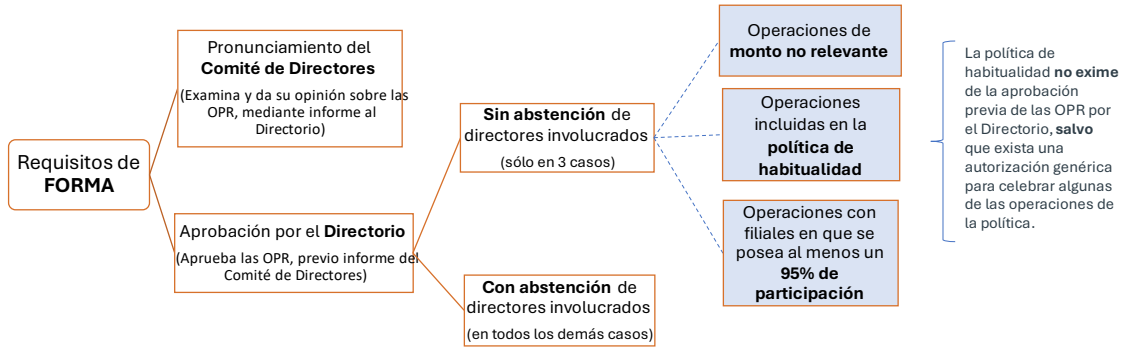 Requisitos de
FORMA
Pronunciamiento del
Comité de Directores
(Examina y da su opinión sobre las
OPR, mediante informe al
Directorio)
Aprobación por el Directorio
(Aprueba las OPR, previo informe del
Comité de Directores)
Sin abstención de
directores involucrados
(sólo en 3 casos)
Con abstención de
directores involucrados
(en todos los demás casos)
Operaciones de
monto no relevante
Operaciones
incluidas en la
política de
habitualidad
Operaciones con
filiales en que se
posea al menos un
95% de
participación
La política de
habitualidad no exime
de la aprobación
previa de las OPR por
el Directorio, salvo
que exista una
autorización genérica
para celebrar algunas
de las operaciones de
la política.